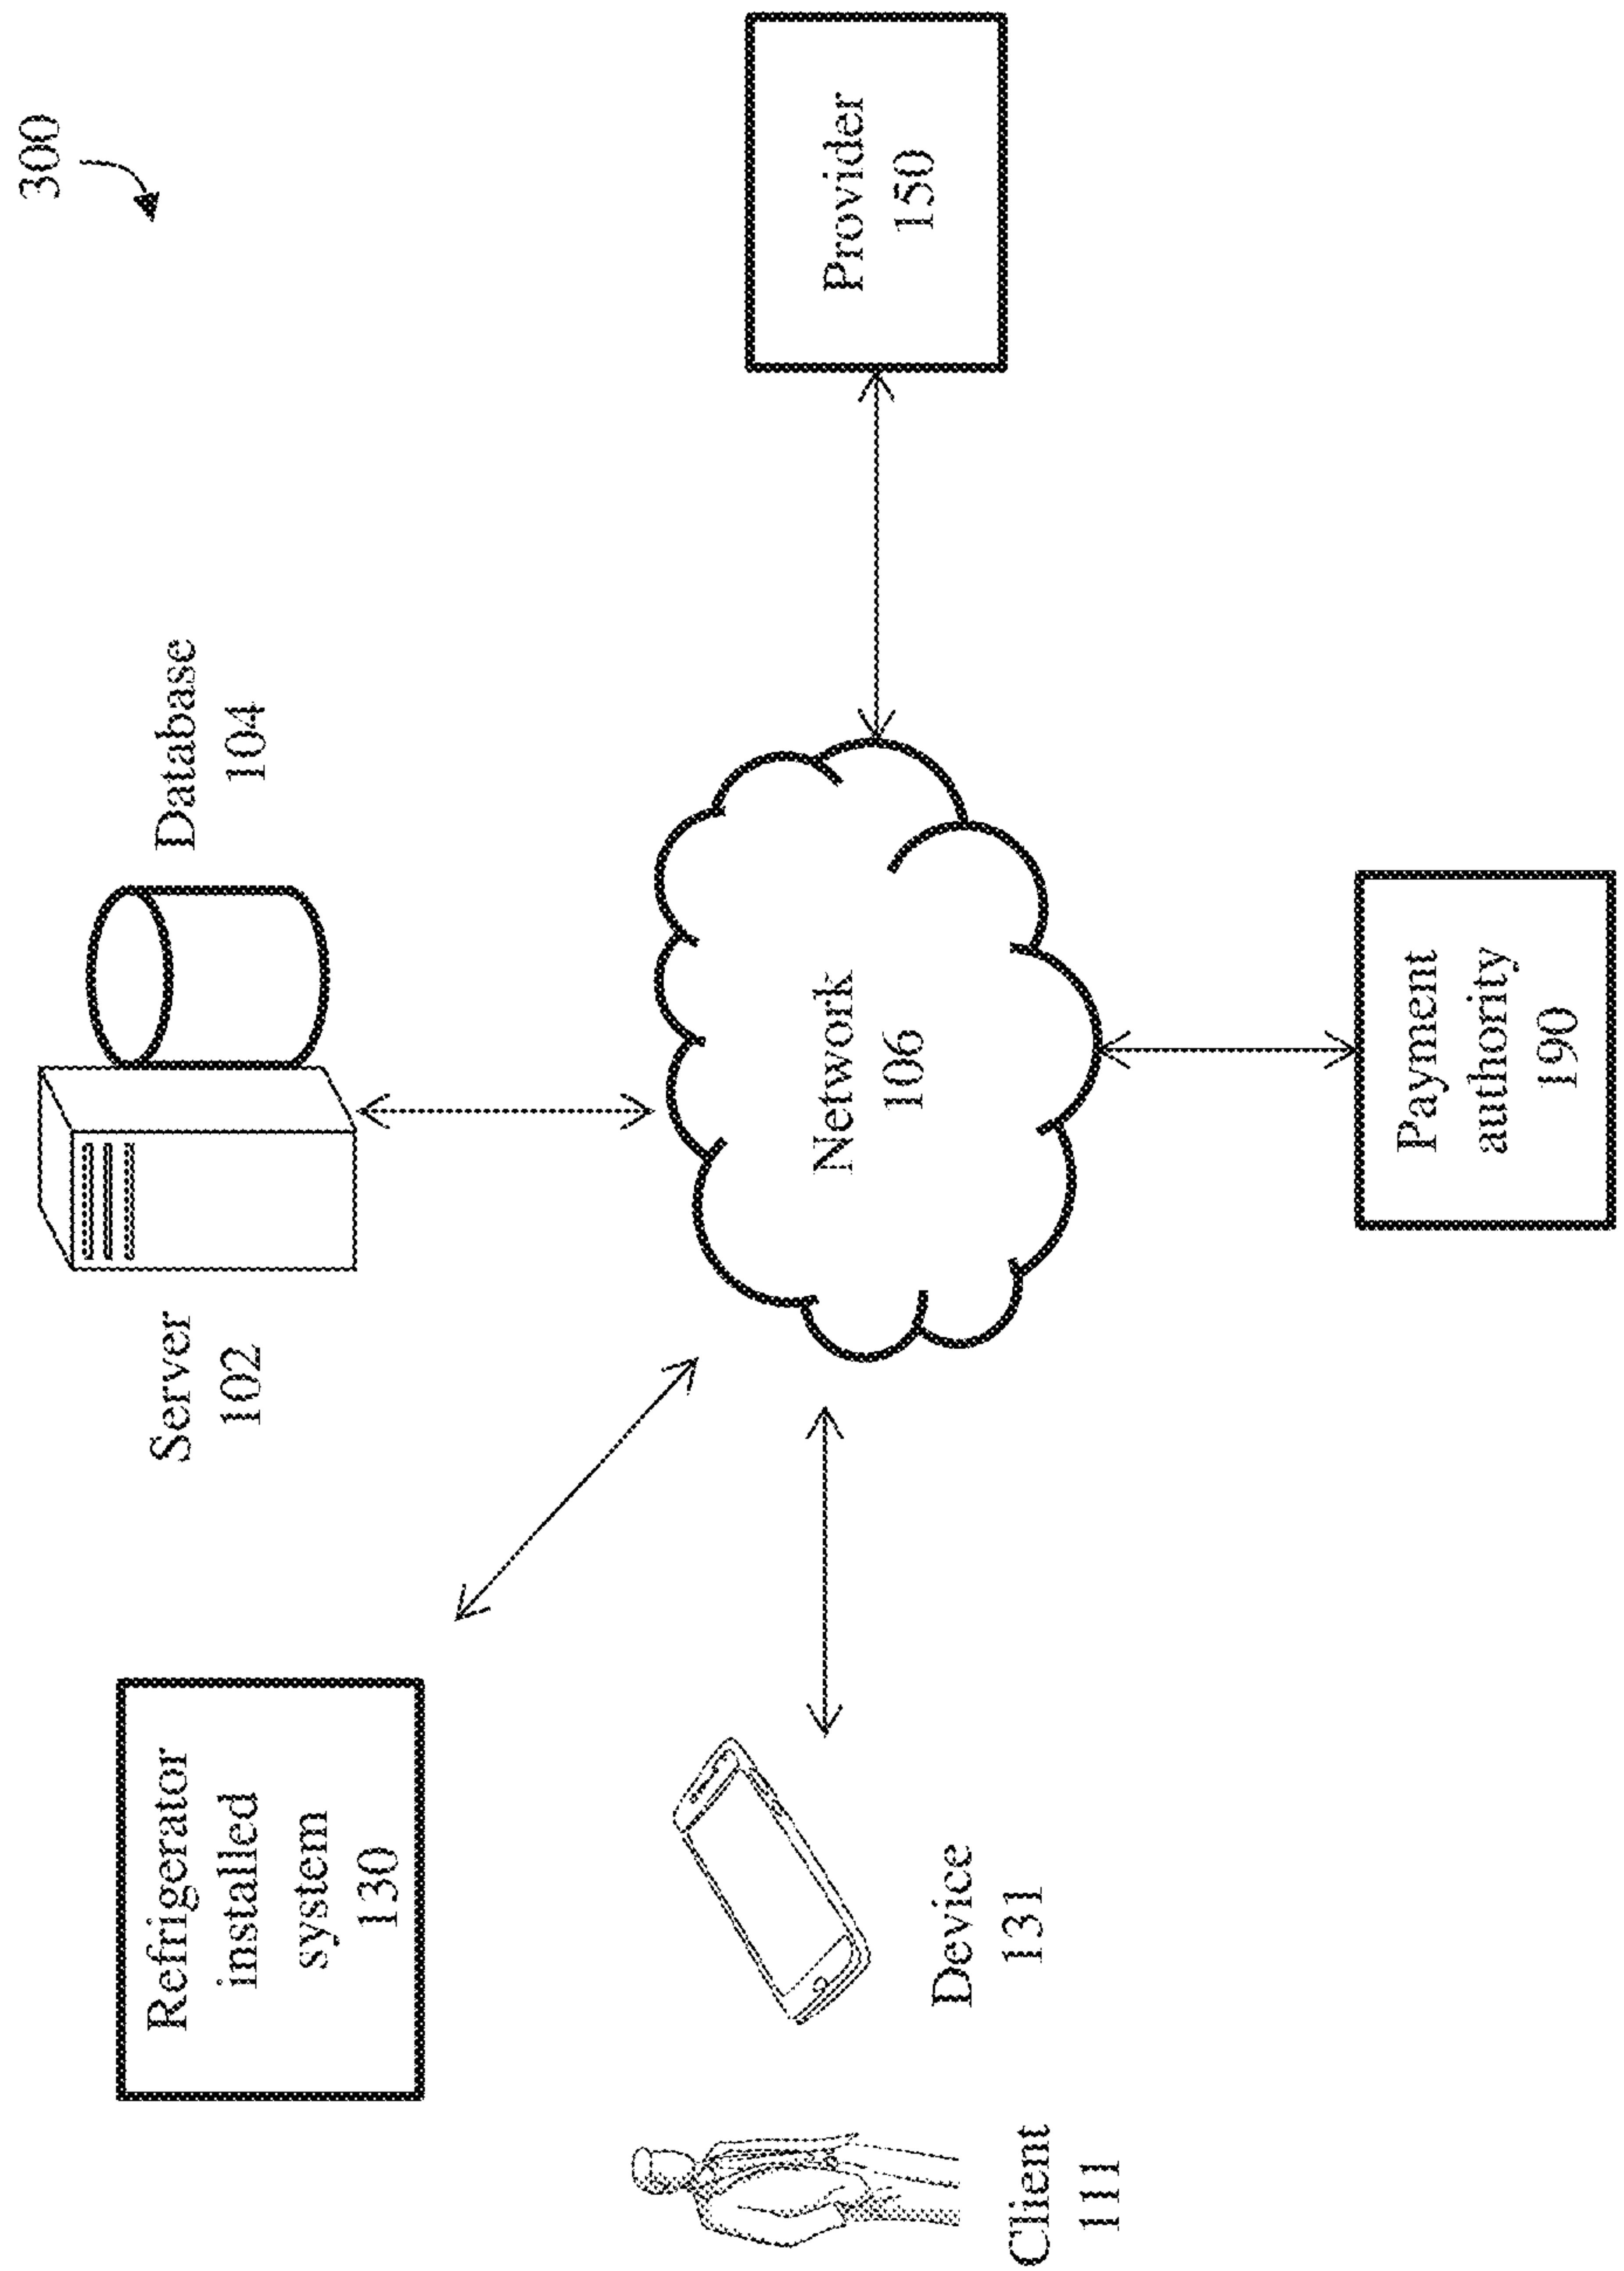 300
Server
102
Database
104
Refrigerator
installed
system
130
Network
106
Provider
150
Client
111
Device
131
Payment
authority
190